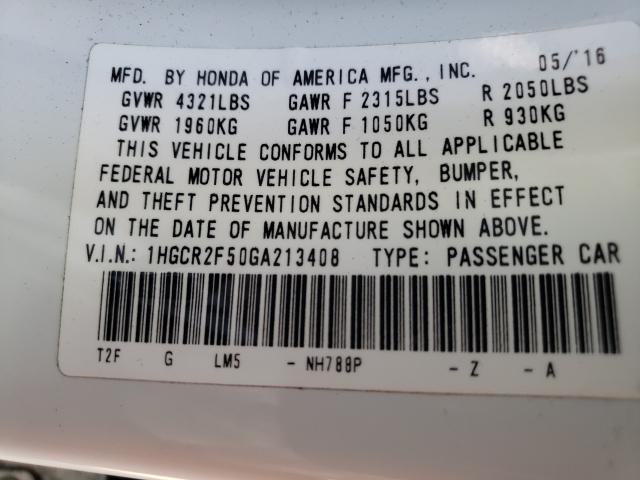 MFD. BY HONDA OF AMERICA MFG., INC. 05/'16
GVWR 4321LBS GAWR F 2315LBS R 2050LBS
GVWR 1960KG GAWR F 1050KG R 930KG
THIS VEHICLE CONFORMS TO ALL APPLICABLE
FEDERAL MOTOR VEHICLE SAFETY, BUMPER,
AND THEFT PREVENTION STANDARDS IN EFFECT
ON THE DATE OF MANUFACTURE SHOWN ABOVE.
V.I.N.: 1HGCR2F50GA213408 TYPE: PASSENGER CAR
T2F G LM5 - NH788P - Z - A